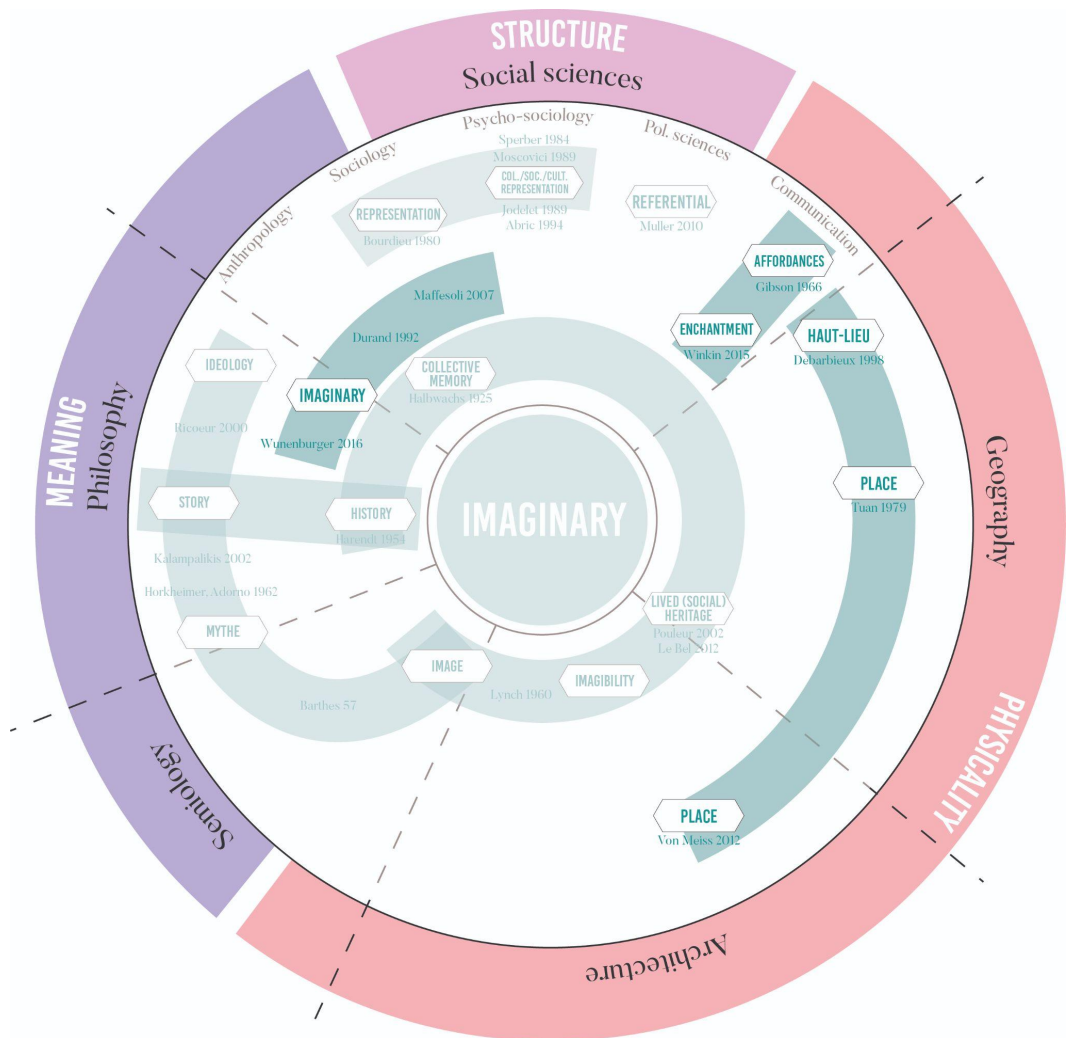 STRUCTURE
Social sciences
Psycho-sociology
Sociology
Pol. sciences
Anthropology
Communication
Sperber 1984
Moscovici 1989
COL./SOC./CULT.
REPRESENTATION
Jodelet 1989
Abric 1994
REPRESENTATION
Bourdieu 1980
REFERENTIAL
Muller 2010
AFFORDANCES
Gibson 1966
ENCHANTMENT
Winkin 2015
HAUT-LIEU
Debarbieux 1998
Maffesoli 2007
Durand 1992
IMAGINARY
Wunenburger 2016
COLLECTIVE
MEMORY
Halbwachs 1925
IDEOLOGY
Ricoeur 2000
MEANING
Philosophy
STORY
HISTORY
Harendt 1954
IMAGINARY
PLACE
Tuan 1979
Geography
Kalampalikis 2002
Horkheimer, Adorno 1962
MYTHE
LIVED (SOCIAL)
HERITAGE
Pouleur 2002
Le Bel 2012
IMAGE
IMAGIBILITY
Lynch 1960
Barthes 57
PHYSICALITY
Semiology
PLACE
Von Meiss 2012
Architecture